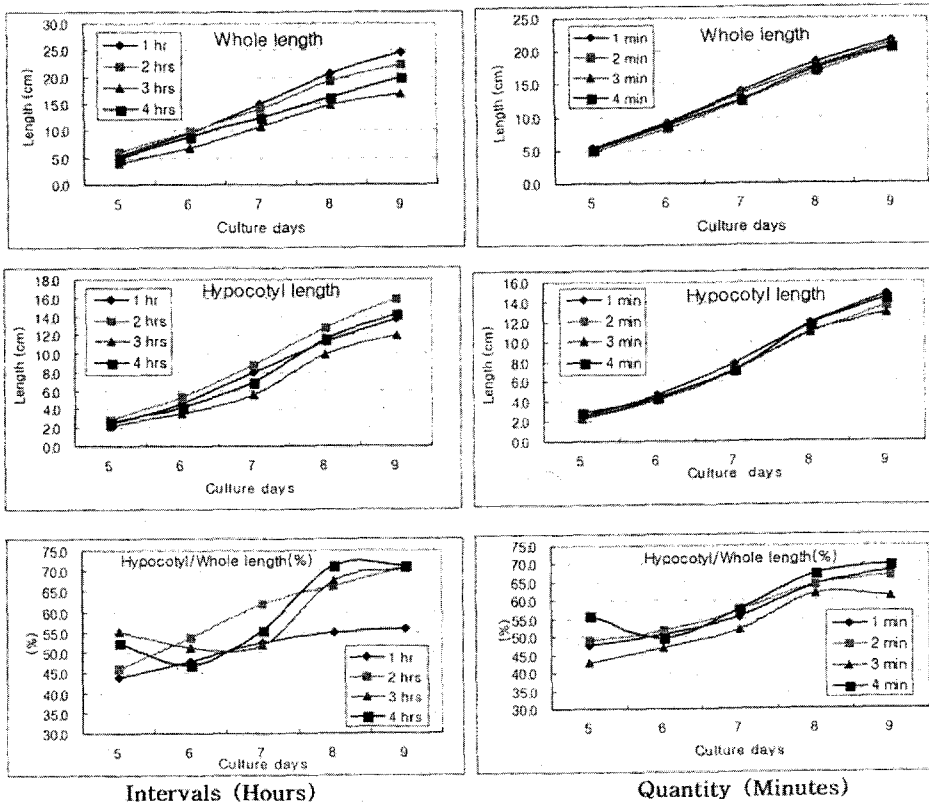 Whole length
30.0
25.0
20.0
15.0
10.0
5.0
0.0
Length (cm)
1 hr
2 hrs
3 hrs
4 hrs
5 6 7 8 9
Culture days
Whole length
25.0
20.0
15.0
10.0
5.0
0.0
Length (cm)
1 min
2 min
3 min
4 min
5 6 7 8 9
Culture days
Hypocotyl length
18.0
16.0
14.0
12.0
10.0
8.0
6.0
4.0
2.0
0.0
Length (cm)
1 hr
2 hrs
3 hrs
4 hrs
5 6 7 8 9
Culture days
Hypocotyl length
16.0
14.0
12.0
10.0
8.0
6.0
4.0
2.0
0.0
Length (cm)
1 min
2 min
3 min
4 min
5 6 7 8 9
Culture days
Hypocotyl/Whole length(%)
75.0
70.0
65.0
60.0
55.0
50.0
45.0
40.0
35.0
30.0
(%)
1 hr
2 hrs
3 hrs
4 hrs
5 6 7 8 9
Culture days
Intervals (Hours)
Hypocotyl/Whole length(%)
75.0
70.0
65.0
60.0
55.0
50.0
45.0
40.0
35.0
30.0
(%)
1 min
2 min
3 min
4 min
5 6 7 8 9
Culture days
Quantity (Minutes)